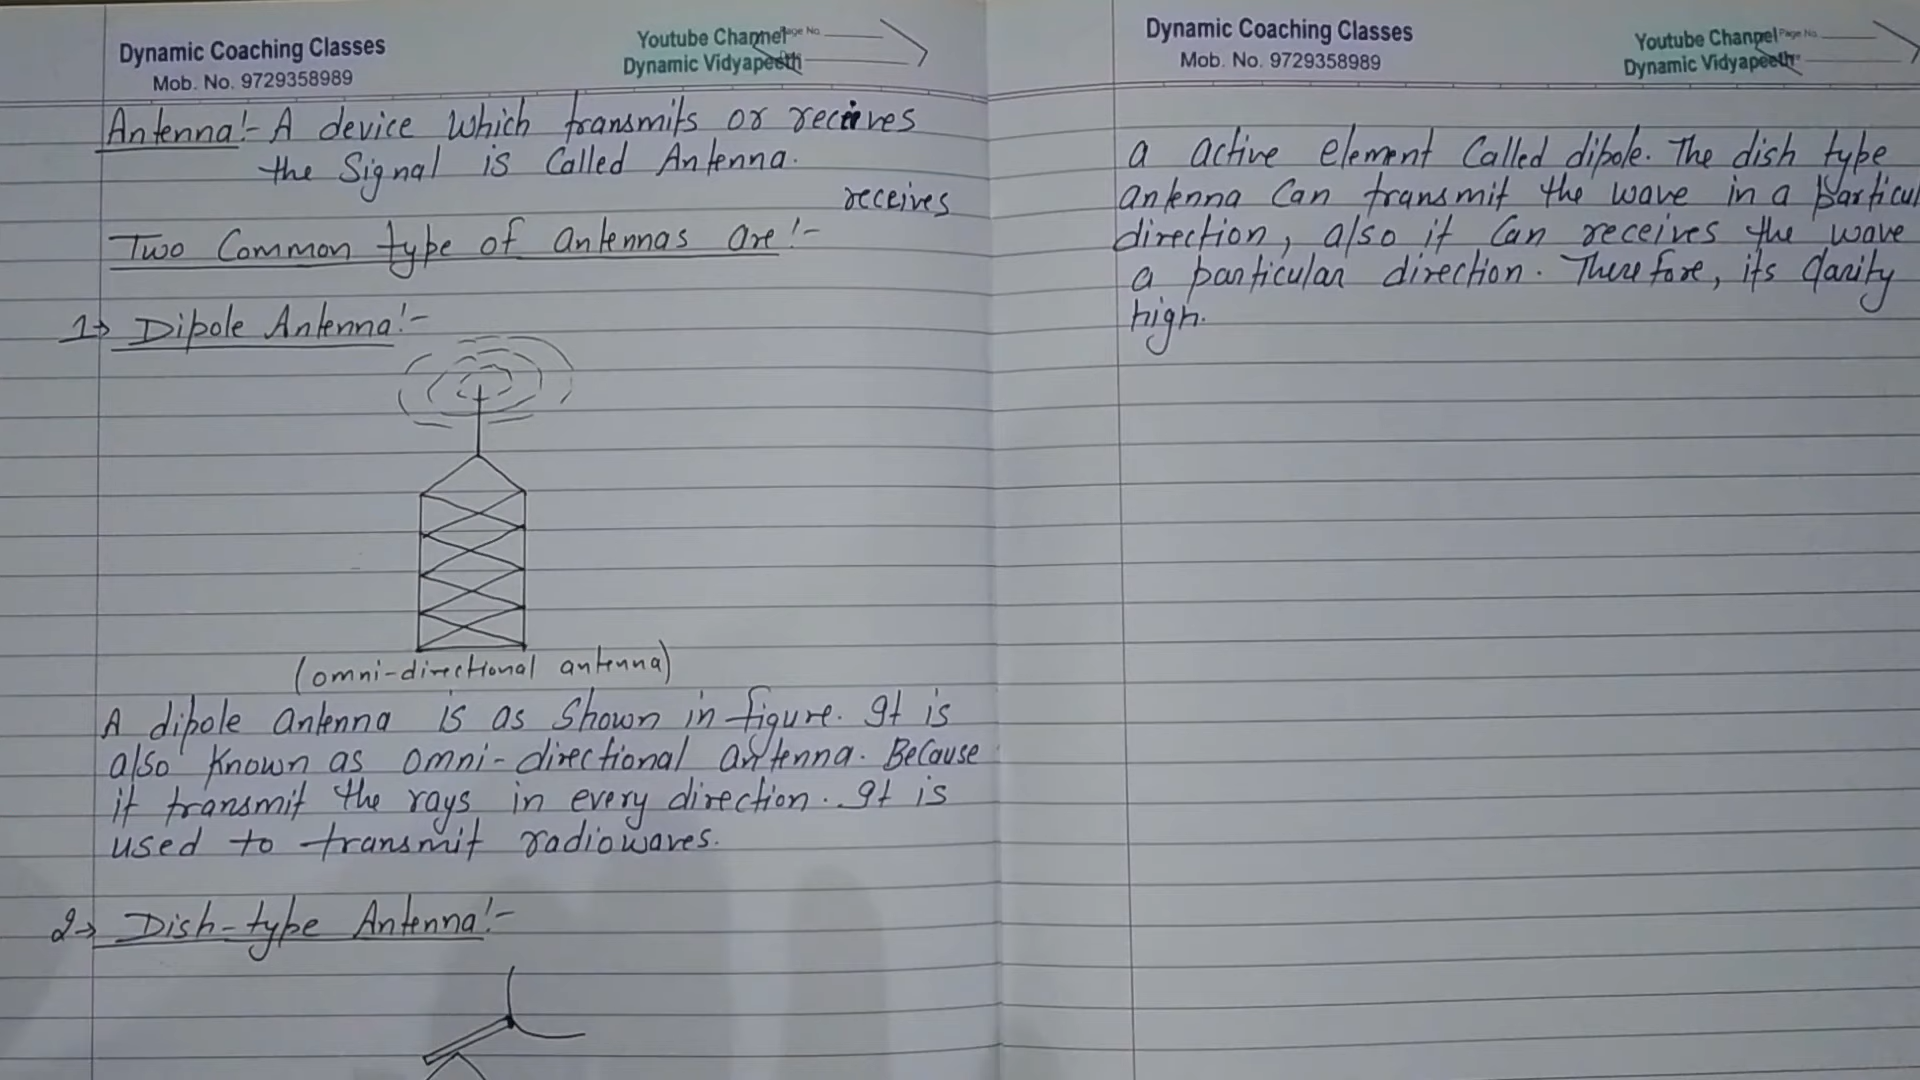 Dynamic Coaching Classes
Mob. No. 9729358989
Youtube Channel
Dynamic Vidyapeeth
Page No.
Antenna:- A device which transmits or receives
the Signal is Called Antenna.
receives
Two Common type of antennas are:-
1→ Dipole Antenna:-
(omni-directional antenna)
A dipole antenna is as Shown in figure. It is
also known as omni-directional antenna. Because
it transmit the rays in every direction. It is
used to transmit radiowaves.
2→ Dish-type Antenna:-
Dynamic Coaching Classes
Mob. No. 9729358989
Youtube Channel
Dynamic Vidyapeeth
Page No.
a active element Called dipole. The dish type
antenna Can transmit the wave in a particul
direction, also it Can receives the wave
a particular direction. Therefore, its Clarity
high.